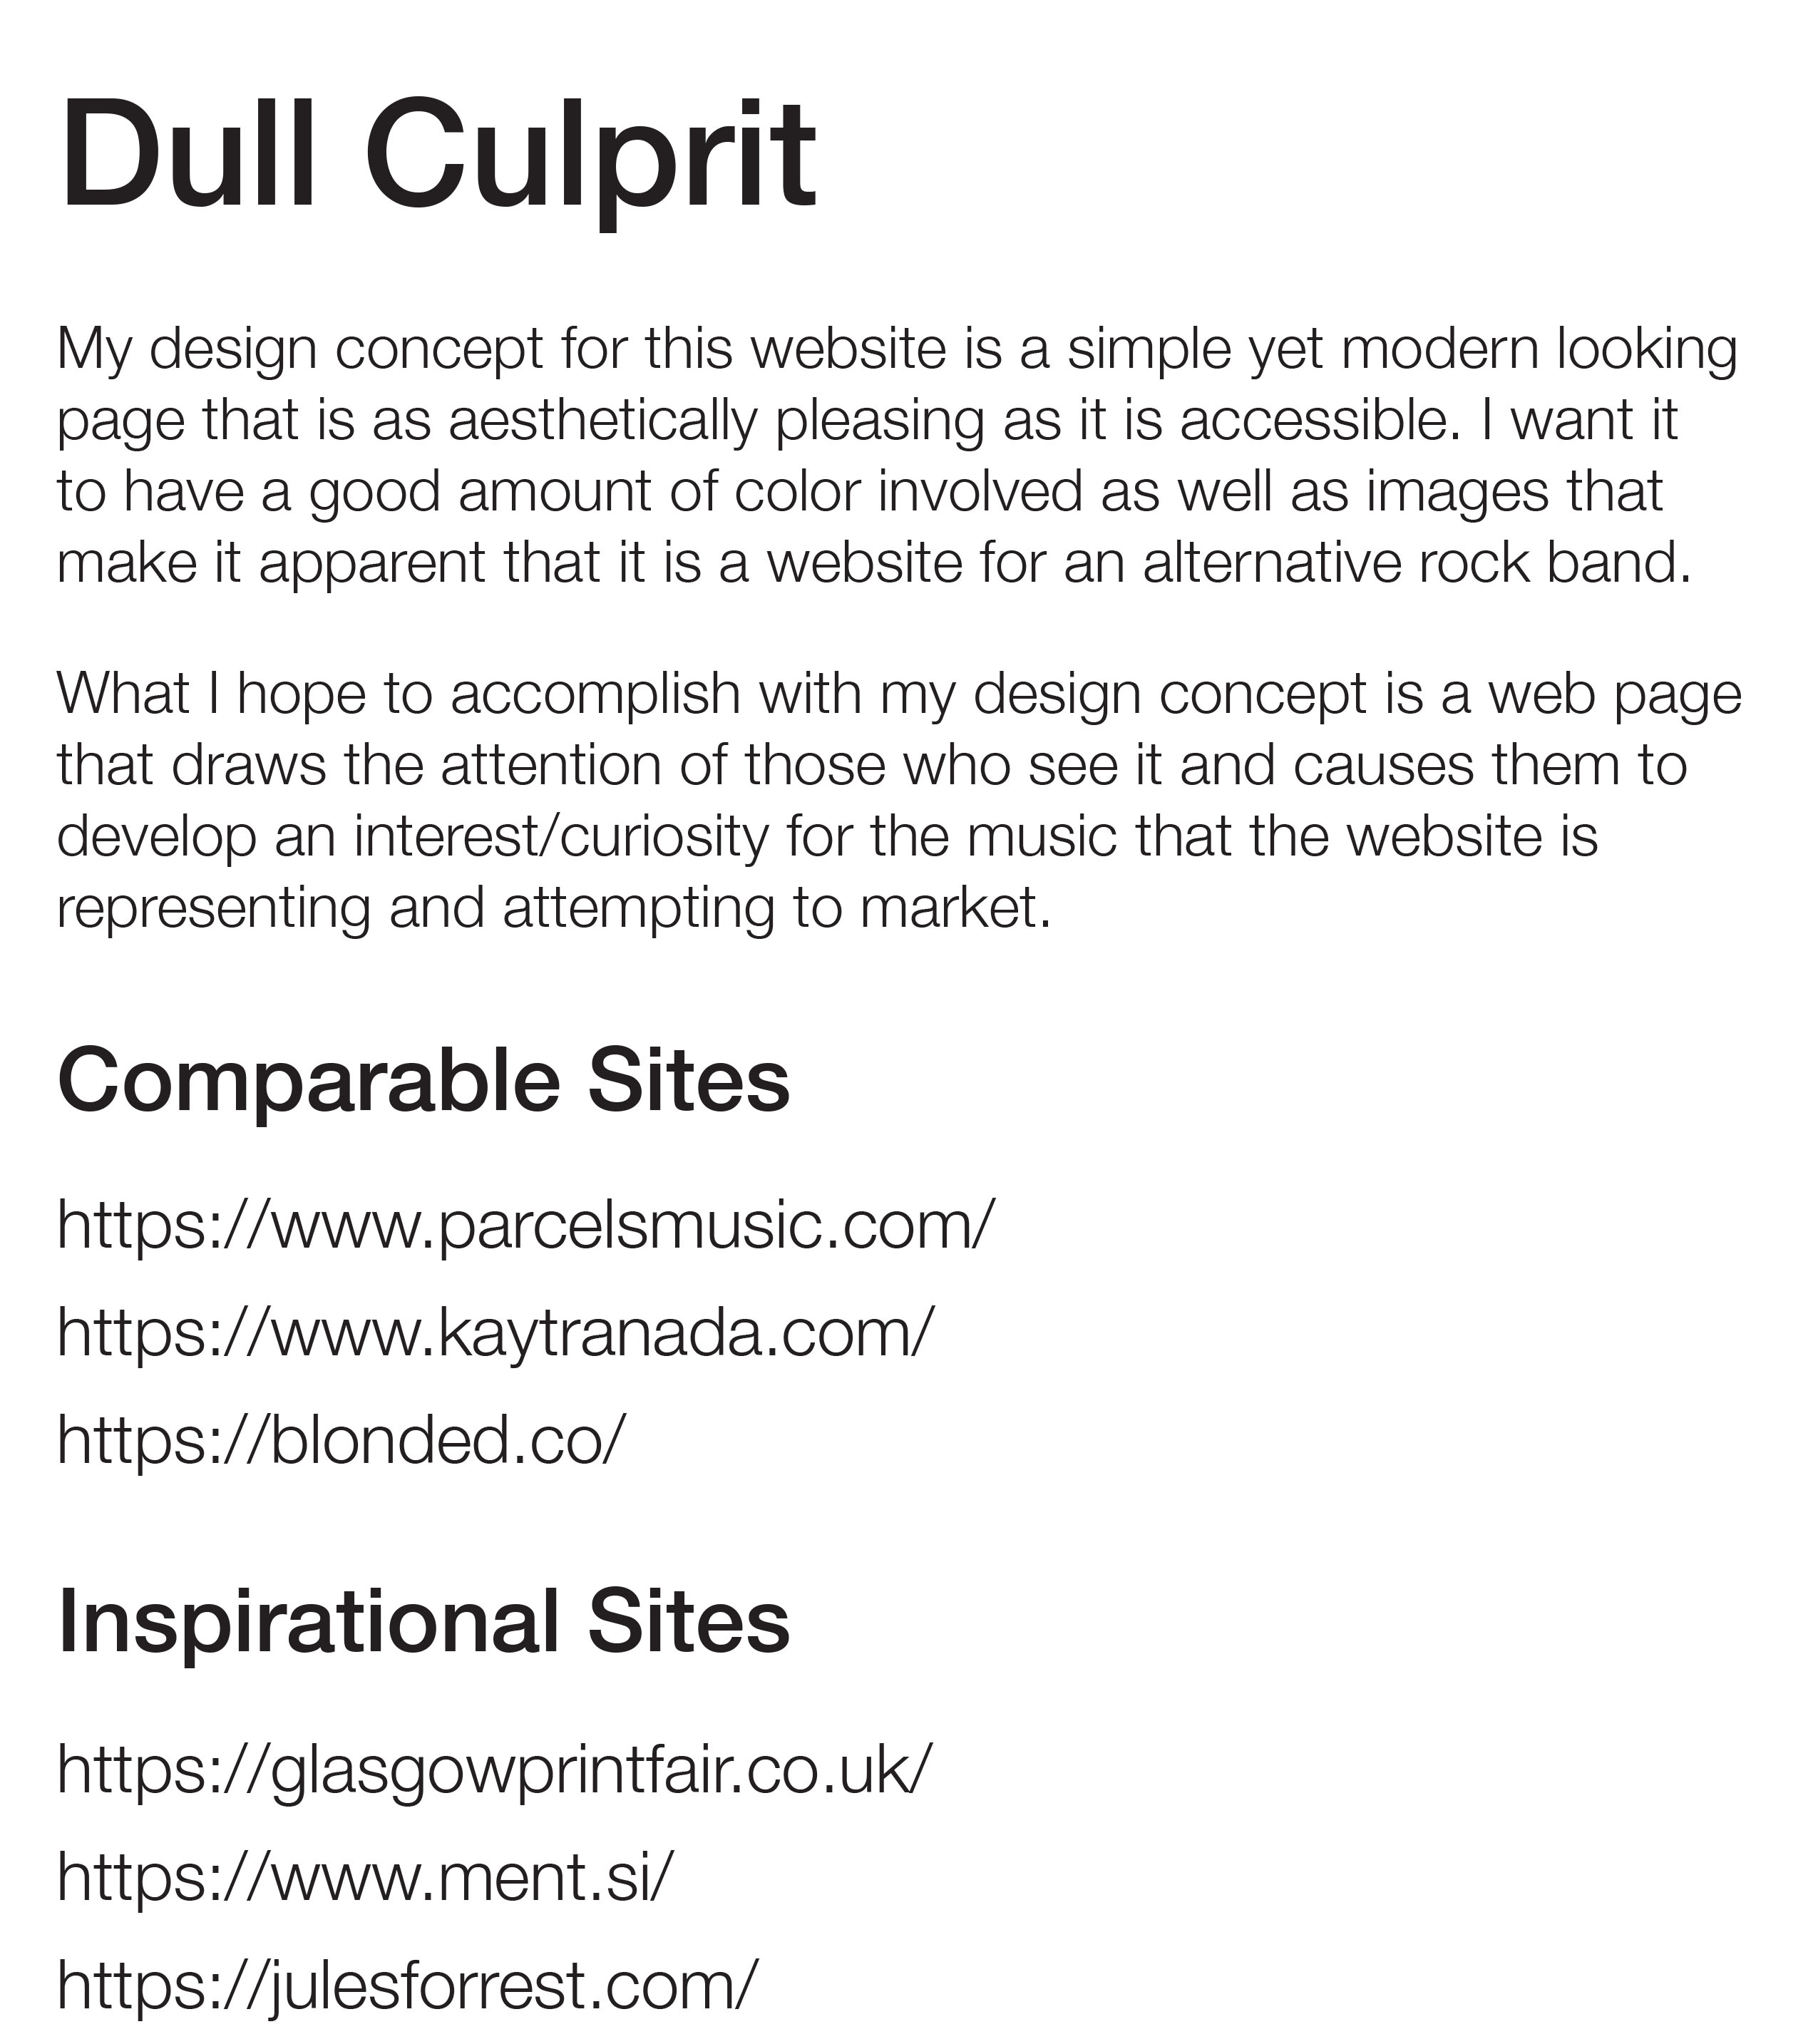 Dull Culprit
My design concept for this website is a simple yet modern looking
page that is as aesthetically pleasing as it is accessible. I want it
to have a good amount of color involved as well as images that
make it apparent that it is a website for an alternative rock band.
What I hope to accomplish with my design concept is a web page
that draws the attention of those who see it and causes them to
develop an interest/curiosity for the music that the website is
representing and attempting to market.
Comparable Sites
https://www.parcelsmusic.com/
https://www.kaytranada.com/
https://blonded.co/
Inspirational Sites
https://glasgowprintfair.co.uk/
https://www.ment.si/
https://julesforrest.com/